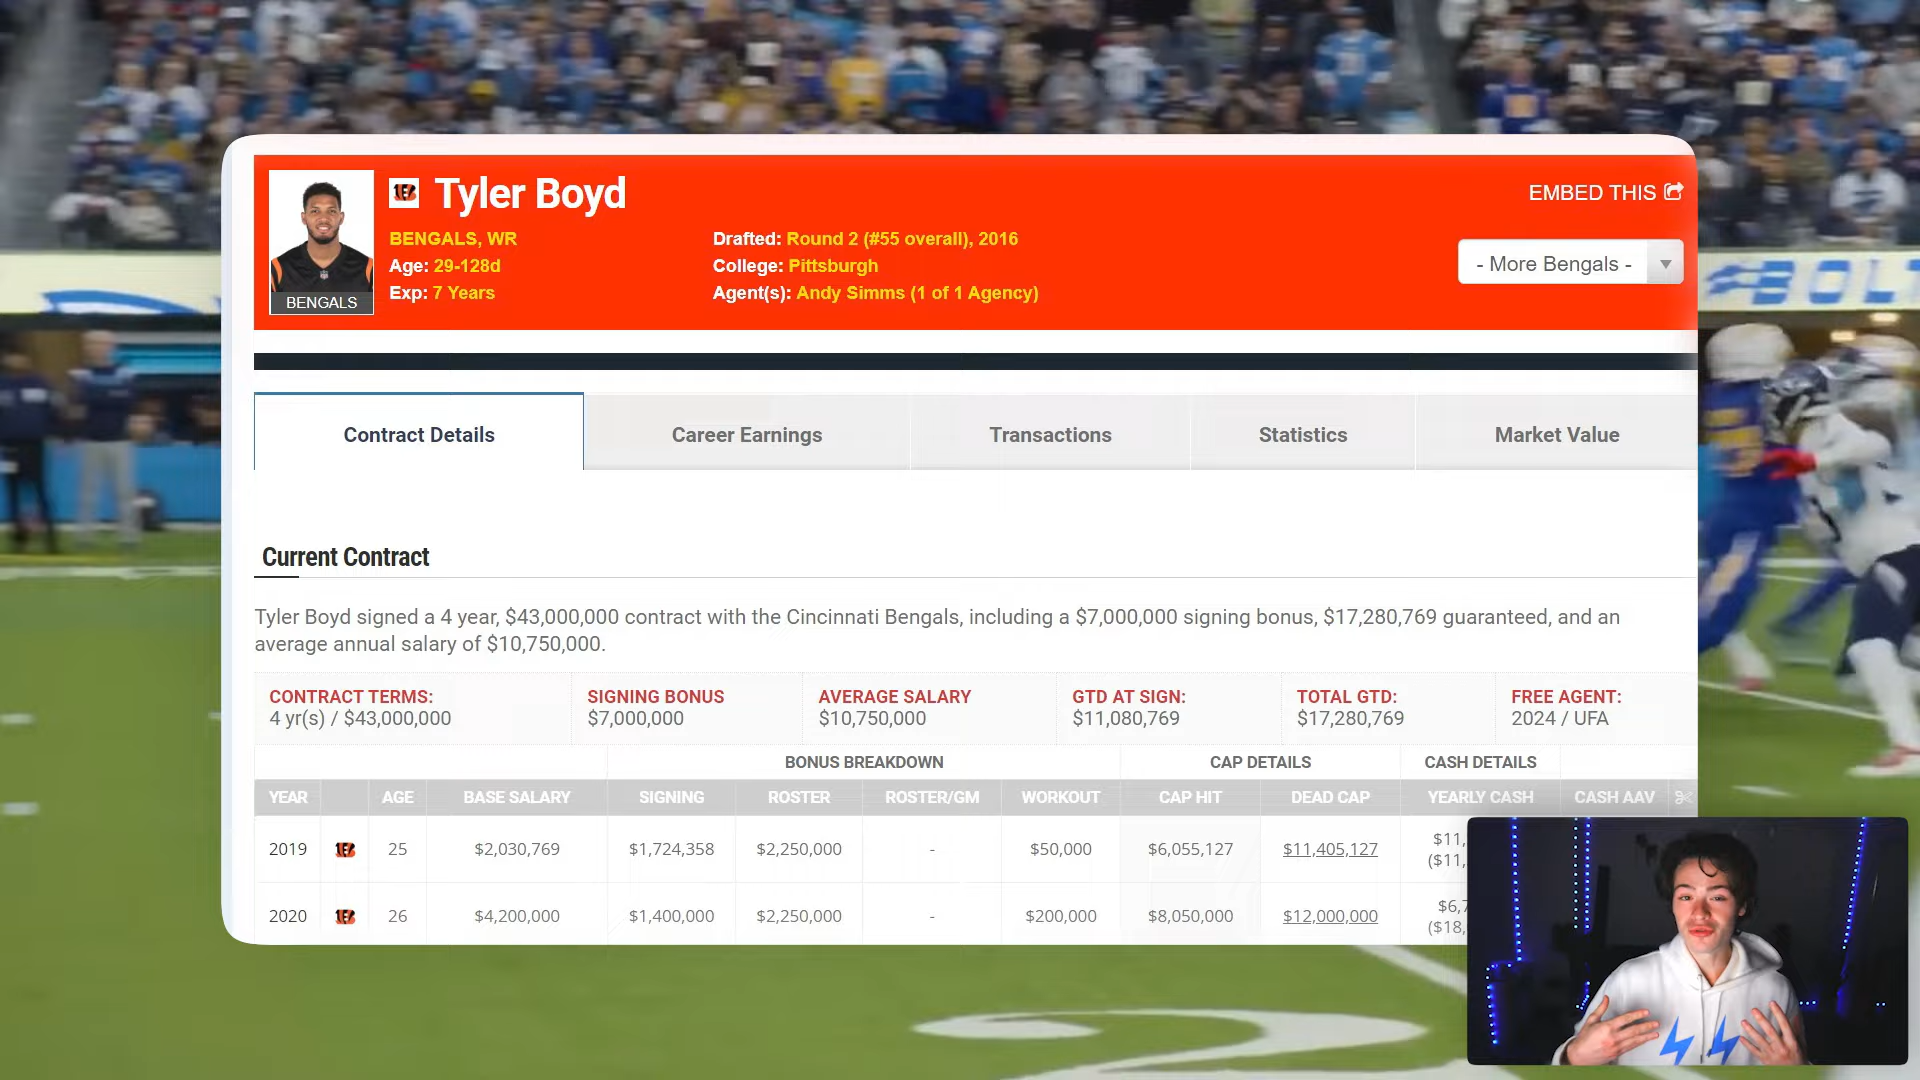 Tyler Boyd
EMBED THIS
BENGALS, WR
Drafted: Round 2 (#55 overall), 2016
Age: 29-128d
College: Pittsburgh
- More Bengals -
Exp: 7 Years
Agent(s): Andy Simms (1 of 1 Agency)
BENGALS
BOLT
Contract Details
Career Earnings
Transactions
Statistics
Market Value
Current Contract
Tyler Boyd signed a 4 year, $43,000,000 contract with the Cincinnati Bengals, including a $7,000,000 signing bonus, $17,280,769 guaranteed, and an
average annual salary of $10,750,000.
CONTRACT TERMS: SIGNING BONUS AVERAGE SALARY GTD AT SIGN: TOTAL GTD: FREE AGENT:
4 yr(s) / $43,000,000 $7,000,000 $10,750,000 $11,080,769 $17,280,769 2024 / UFA
BONUS BREAKDOWN CAP DETAILS CASH DETAILS
YEAR AGE BASE SALARY SIGNING ROSTER ROSTER/GM WORKOUT CAP HIT DEAD CAP YEARLY CASH CASH AAV
2019 25 $2,030,769 $1,724,358 $2,250,000 - $50,000 $6,055,127 $11,405,127 $11,
($11,
2020 26 $4,200,000 $1,400,000 $2,250,000 - $200,000 $8,050,000 $12,000,000 $6,7
($18,
2